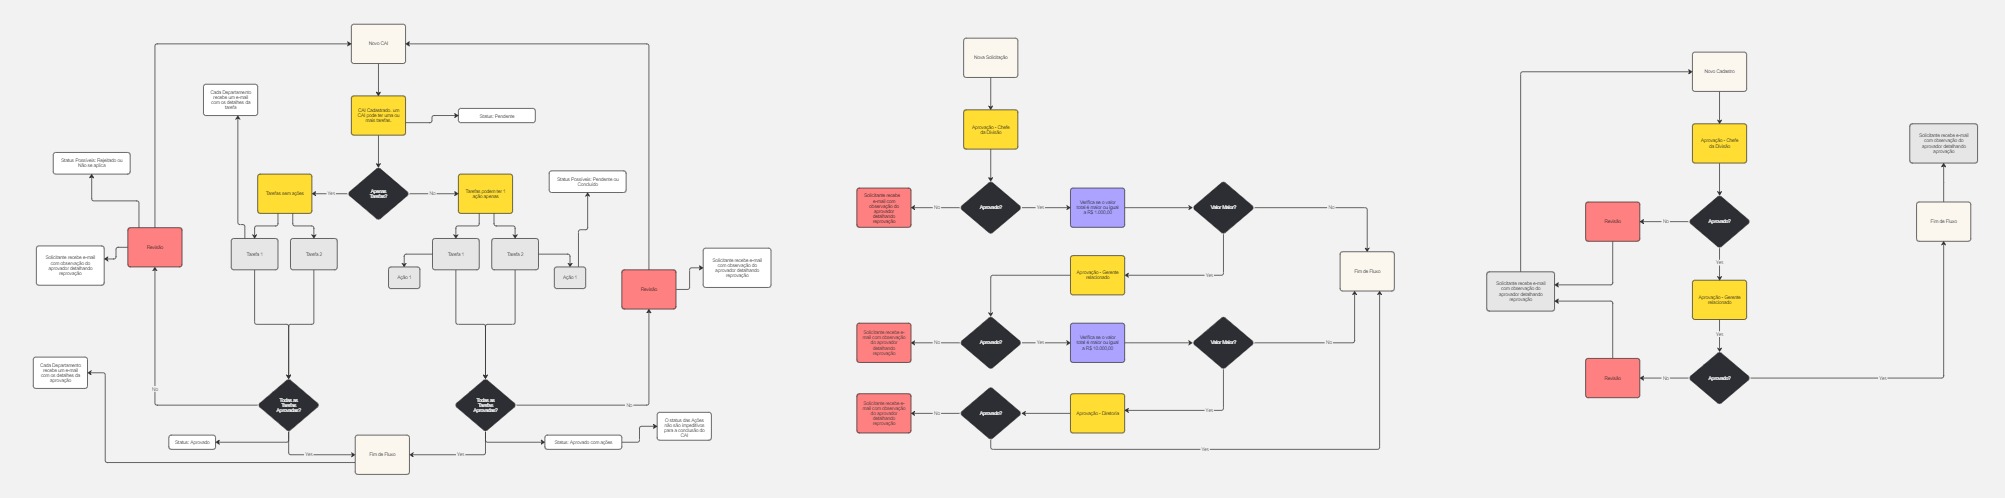 Novo CAI
Cada Departamento
recebe um e-mail
com os detalhes da
tarefa
CAI Cadastrado, um
CAI pode ter uma ou
mais tarefas.
Status: Pendente
Status Possíveis: Rejeitado ou
Não se aplica
Apenas
Tarefas?
Yes
No
Tarefas sem ações
Tarefas podem ter 1
ação apenas
Status Possíveis: Pendente ou
Concluído
Revisão
Solicitante recebe e-mail
com observação do
aprovador detalhando
reprovação
Tarefa 1
Tarefa 2
Tarefa 1
Tarefa 2
Ação 1
Ação 1
Revisão
Solicitante recebe e-mail
com observação do
aprovador detalhando
reprovação
Cada Departamento
recebe um e-mail
com os detalhes da
aprovação
No
Todas as
Tarefas
Aprovadas?
Todas as
Tarefas
Aprovadas?
No
Status: Aprovado
Yes
Fim de Fluxo
Yes
Status: Aprovado com ações
O status das Ações
não são impeditivos
para a conclusão do
CAI
Nova Solicitação
Aprovação - Chefe
da Divisão
Solicitante recebe
e-mail com
observação do
aprovador
detalhando
reprovação
No
Aprovado?
Yes
Verifica se o valor
total é maior ou igual
a R$ 1.000,00
Valor Maior?
No
Aprovação - Gerente
relacionado
Yes
Fim de Fluxo
Solicitante recebe e-
mail com observação
do aprovador
detalhando
reprovação
No
Aprovado?
Yes
Verifica se o valor
total é maior ou igual
a R$ 10.000,00
Valor Maior?
No
Solicitante recebe e-
mail com observação
do aprovador
detalhando
reprovação
No
Aprovado?
Aprovação - Diretoria
Yes
Yes
Novo Cadastro
Aprovação - Chefe
da Divisão
Solicitante recebe e-mail
com observação do
aprovador detalhando
aprovação
Revisão
No
Aprovado?
Fim de Fluxo
Yes
Solicitante recebe e-mail
com observação do
aprovador detalhando
reprovação
Aprovação - Gerente
relacionado
Yes
Revisão
No
Aprovado?
Yes